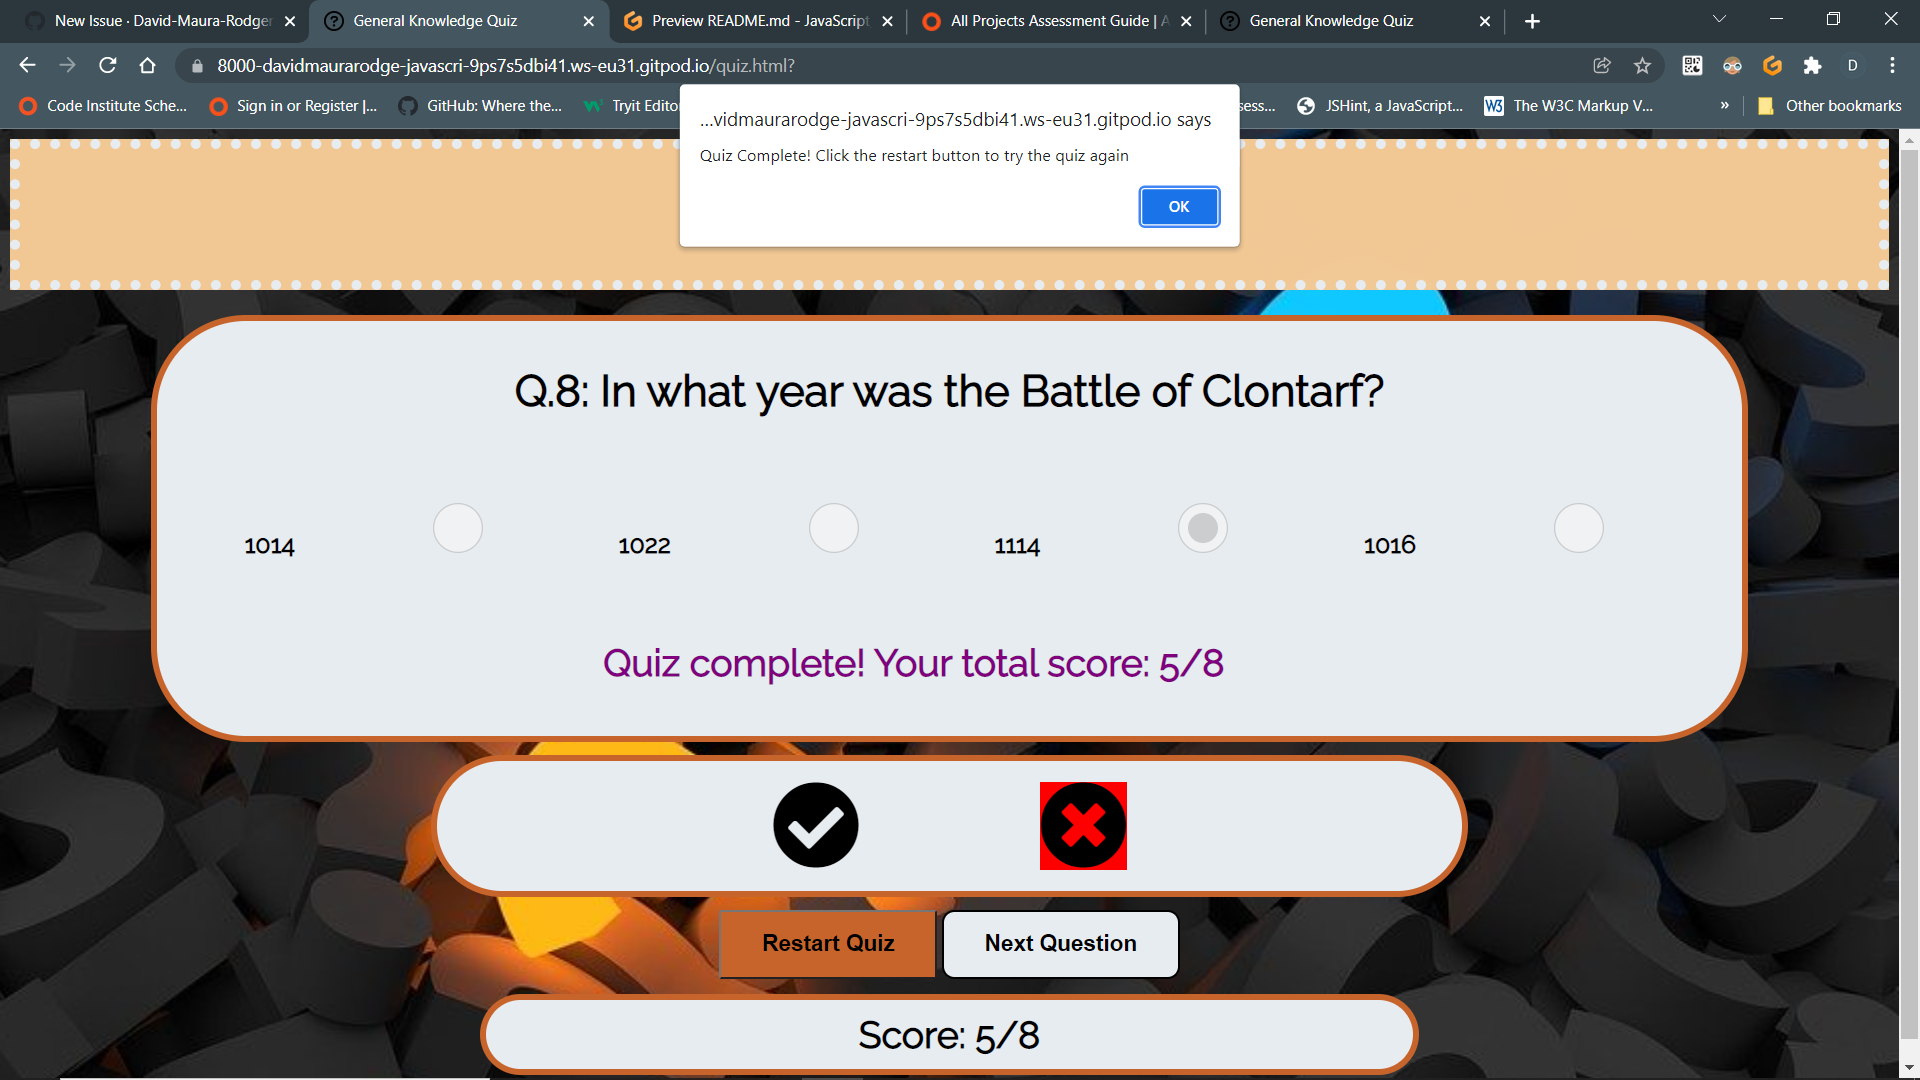 New Issue · David-Maura-Rodger
General Knowledge Quiz
Preview README.md - JavaScript
All Projects Assessment Guide | A
General Knowledge Quiz
8000-davidmaurarodge-javascri-9ps7s5dbi41.ws-eu31.gitpod.io/quiz.html?
D
Code Institute Sche...
Sign in or Register |...
GitHub: Where the...
Tryit Editor
sess...
JSHint, a JavaScript...
W3
The W3C Markup V...
»
Other bookmarks
...vidmaurarodge-javascri-9ps7s5dbi41.ws-eu31.gitpod.io says
Quiz Complete! Click the restart button to try the quiz again
OK
Q.8: In what year was the Battle of Clontarf?
1014
1022
1114
1016
Quiz complete! Your total score: 5/8
Restart Quiz
Next Question
Score: 5/8